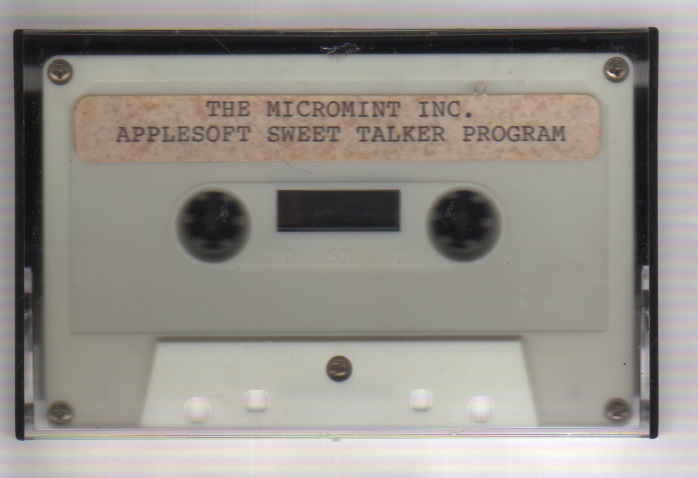 THE MICROMINT INC.
APPLESOFT SWEET TALKER PROGRAM